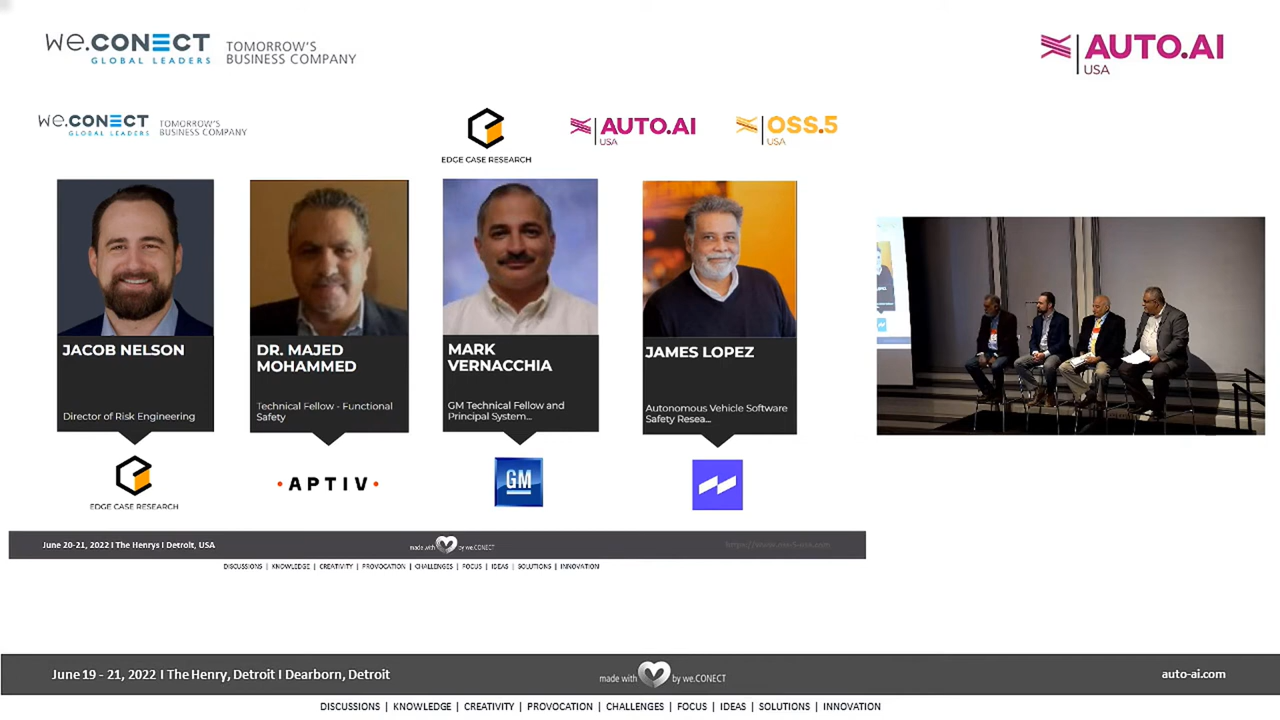 we.CONECT
GLOBAL LEADERS
TOMORROW'S
BUSINESS COMPANY
AUTO.AI
USA
we.CONECT
GLOBAL LEADERS
TOMORROW'S
BUSINESS COMPANY
EDGE CASE RESEARCH
AUTO.AI
USA
OSS.5
USA
JACOB NELSON
Director of Risk Engineering
EDGE CASE RESEARCH
DR. MAJED
MOHAMMED
Technical Fellow - Functional
Safety
APTIV
MARK
VERNACCHIA
GM Technical Fellow and
Principal System...
GM
JAMES LOPEZ
Autonomous Vehicle Software
Safety Resea...
June 20-21, 2022 I The Henrys I Detroit, USA
made with by we.CONECT
DISCUSSIONS | KNOWLEDGE | CREATIVITY | PROVOCATION | CHALLENGES | FOCUS | IDEAS | SOLUTIONS | INNOVATION
June 19 - 21, 2022 I The Henry, Detroit I Dearborn, Detroit
made with by we.CONECT
auto-ai.com
DISCUSSIONS | KNOWLEDGE | CREATIVITY | PROVOCATION | CHALLENGES | FOCUS | IDEAS | SOLUTIONS | INNOVATION